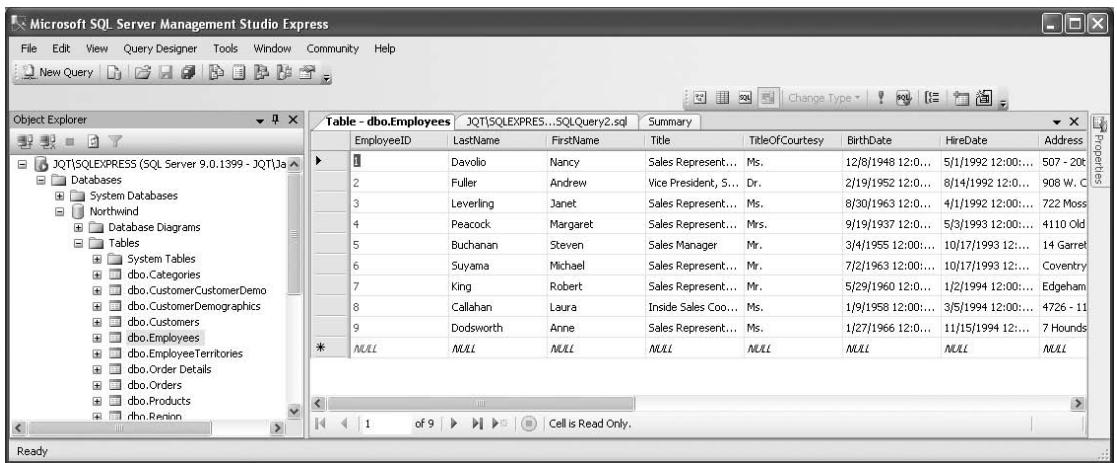 Microsoft SQL Server Management Studio Express
File Edit View Query Designer Tools Window Community Help
New Query
SQL Change Type SQL
Object Explorer
JQT\SQLEXPRESS (SQL Server 9.0.1399 - JQT\Ja
Databases
System Databases
Northwind
Database Diagrams
Tables
System Tables
dbo.Categories
dbo.CustomerCustomerDemo
dbo.CustomerDemographics
dbo.Customers
dbo.Employees
dbo.EmployeeTerritories
dbo.Order Details
dbo.Orders
dbo.Products
dbo.Region
Table - dbo.Employees JQT\SQLEXPRES...SQLQuery2.sql Summary
EmployeeID LastName FirstName Title TitleOfCourtesy BirthDate HireDate Address
1 Davolio Nancy Sales Represent... Ms. 12/8/1948 12:0... 5/1/1992 12:00:... 507 - 20t
2 Fuller Andrew Vice President, S... Dr. 2/19/1952 12:0... 8/14/1992 12:0... 908 W. C
3 Leverling Janet Sales Represent... Ms. 8/30/1963 12:0... 4/1/1992 12:00:... 722 Moss
4 Peacock Margaret Sales Represent... Mrs. 9/19/1937 12:0... 5/3/1993 12:00:... 4110 Old
5 Buchanan Steven Sales Manager Mr. 3/4/1955 12:00:... 10/17/1993 12:... 14 Garret
6 Suyama Michael Sales Represent... Mr. 7/2/1963 12:00:... 10/17/1993 12:... Coventry
7 King Robert Sales Represent... Mr. 5/29/1960 12:0... 1/2/1994 12:00:... Edgeham
8 Callahan Laura Inside Sales Coo... Ms. 1/9/1958 12:00:... 3/5/1994 12:00:... 4726 - 11
9 Dodsworth Anne Sales Represent... Ms. 1/27/1966 12:0... 11/15/1994 12:... 7 Hounds
NULL NULL NULL NULL NULL NULL NULL NULL
1 of 9 Cell is Read Only.
Properties
Ready